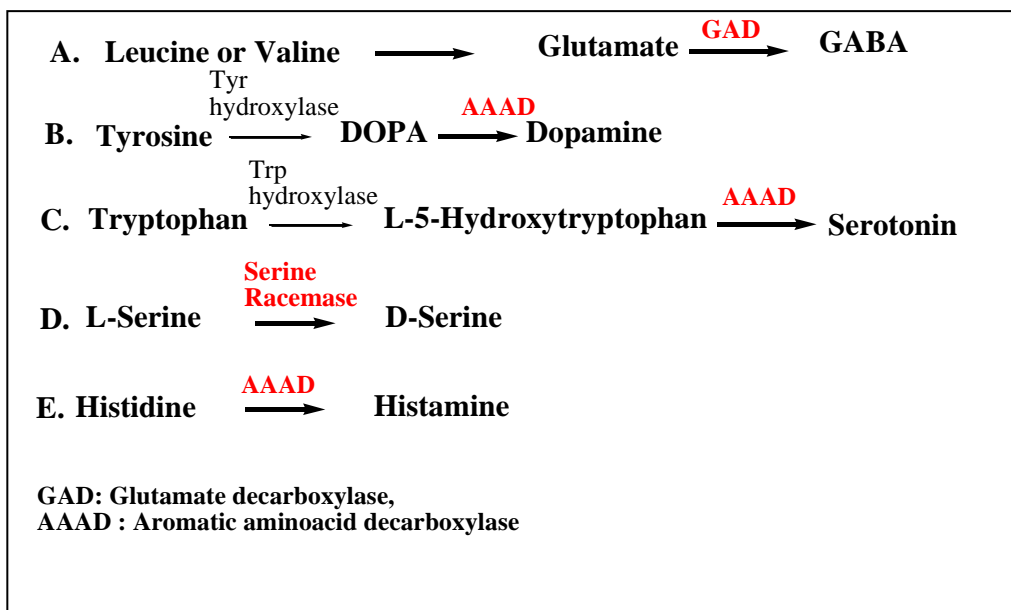 GAD
A. Leucine or Valine Glutamate GABA
Tyr
hydroxylase AAAD
B. Tyrosine DOPA Dopamine
Trp
hydroxylase AAAD
C. Tryptophan L-5-Hydroxytryptophan Serotonin
Serine
Racemase
D. L-Serine D-Serine
AAAD
E. Histidine Histamine
GAD: Glutamate decarboxylase,
AAAD : Aromatic aminoacid decarboxylase